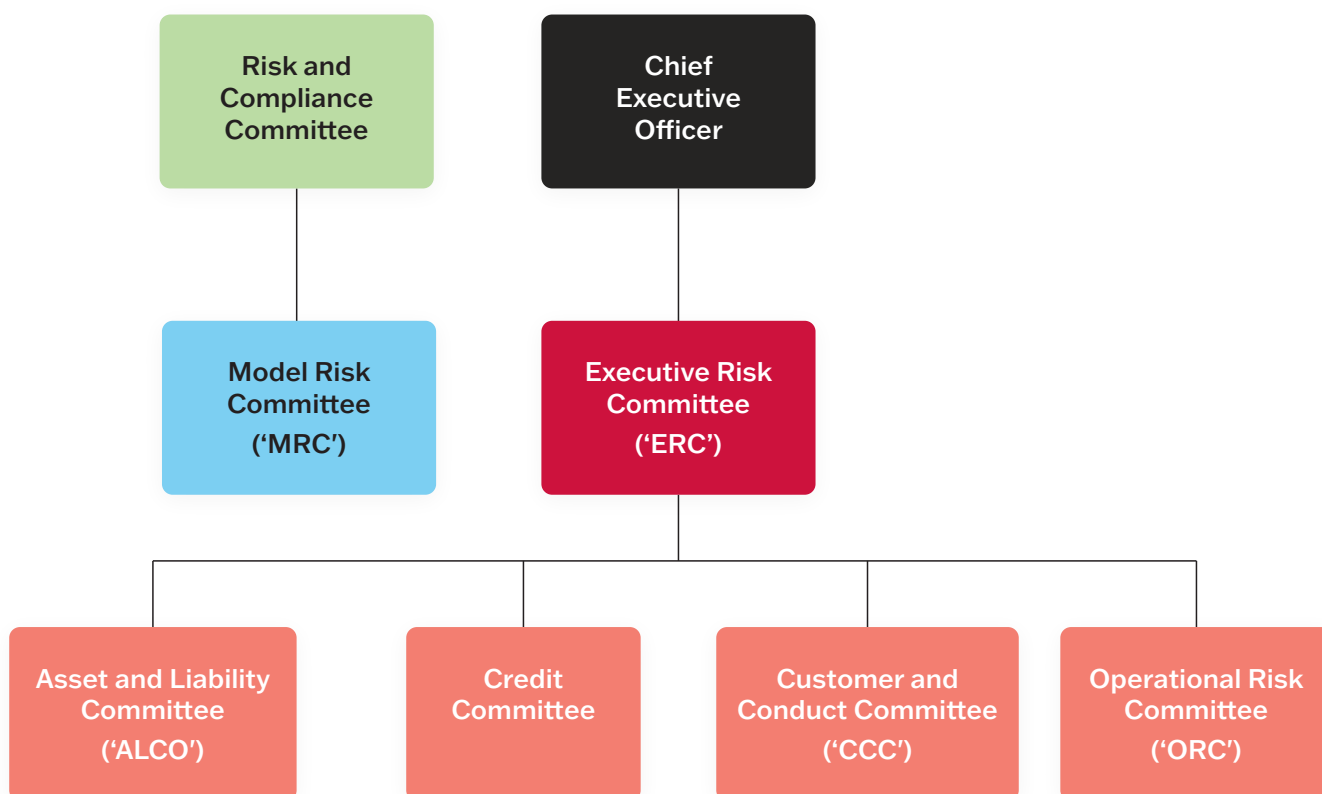 Risk and
Compliance
Committee
Chief
Executive
Officer
Model Risk
Committee
(‘MRC’)
Executive Risk
Committee
(‘ERC’)
Asset and Liability
Committee
(‘ALCO’)
Credit
Committee
Customer and
Conduct Committee
(‘CCC’)
Operational Risk
Committee
(‘ORC’)